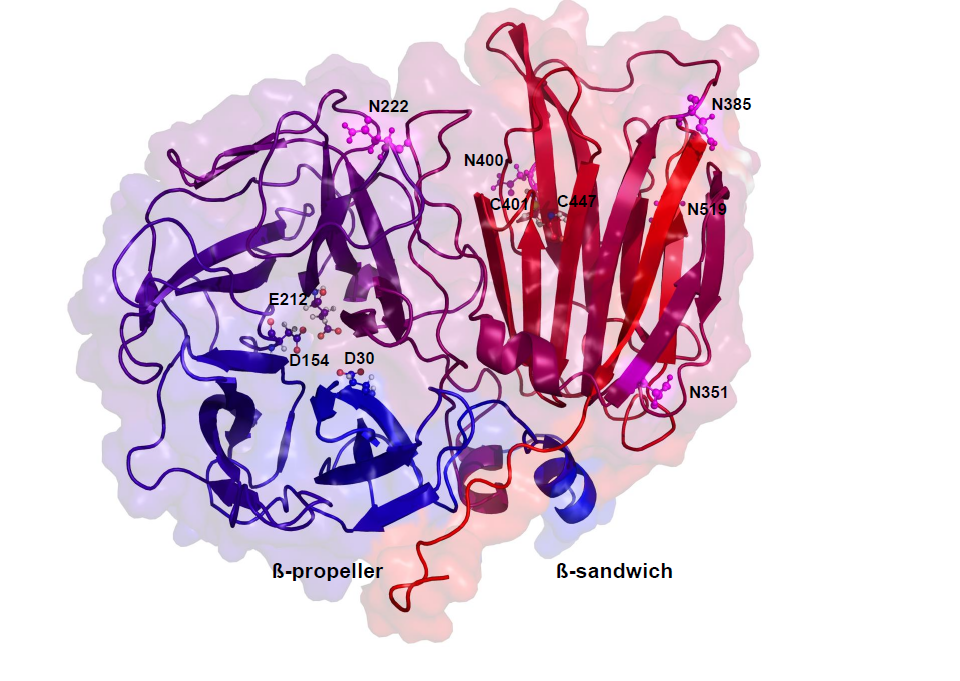 N222
N385
N400
C401
C447
N519
E212
D154
D30
N351
ß-propeller
ß-sandwich